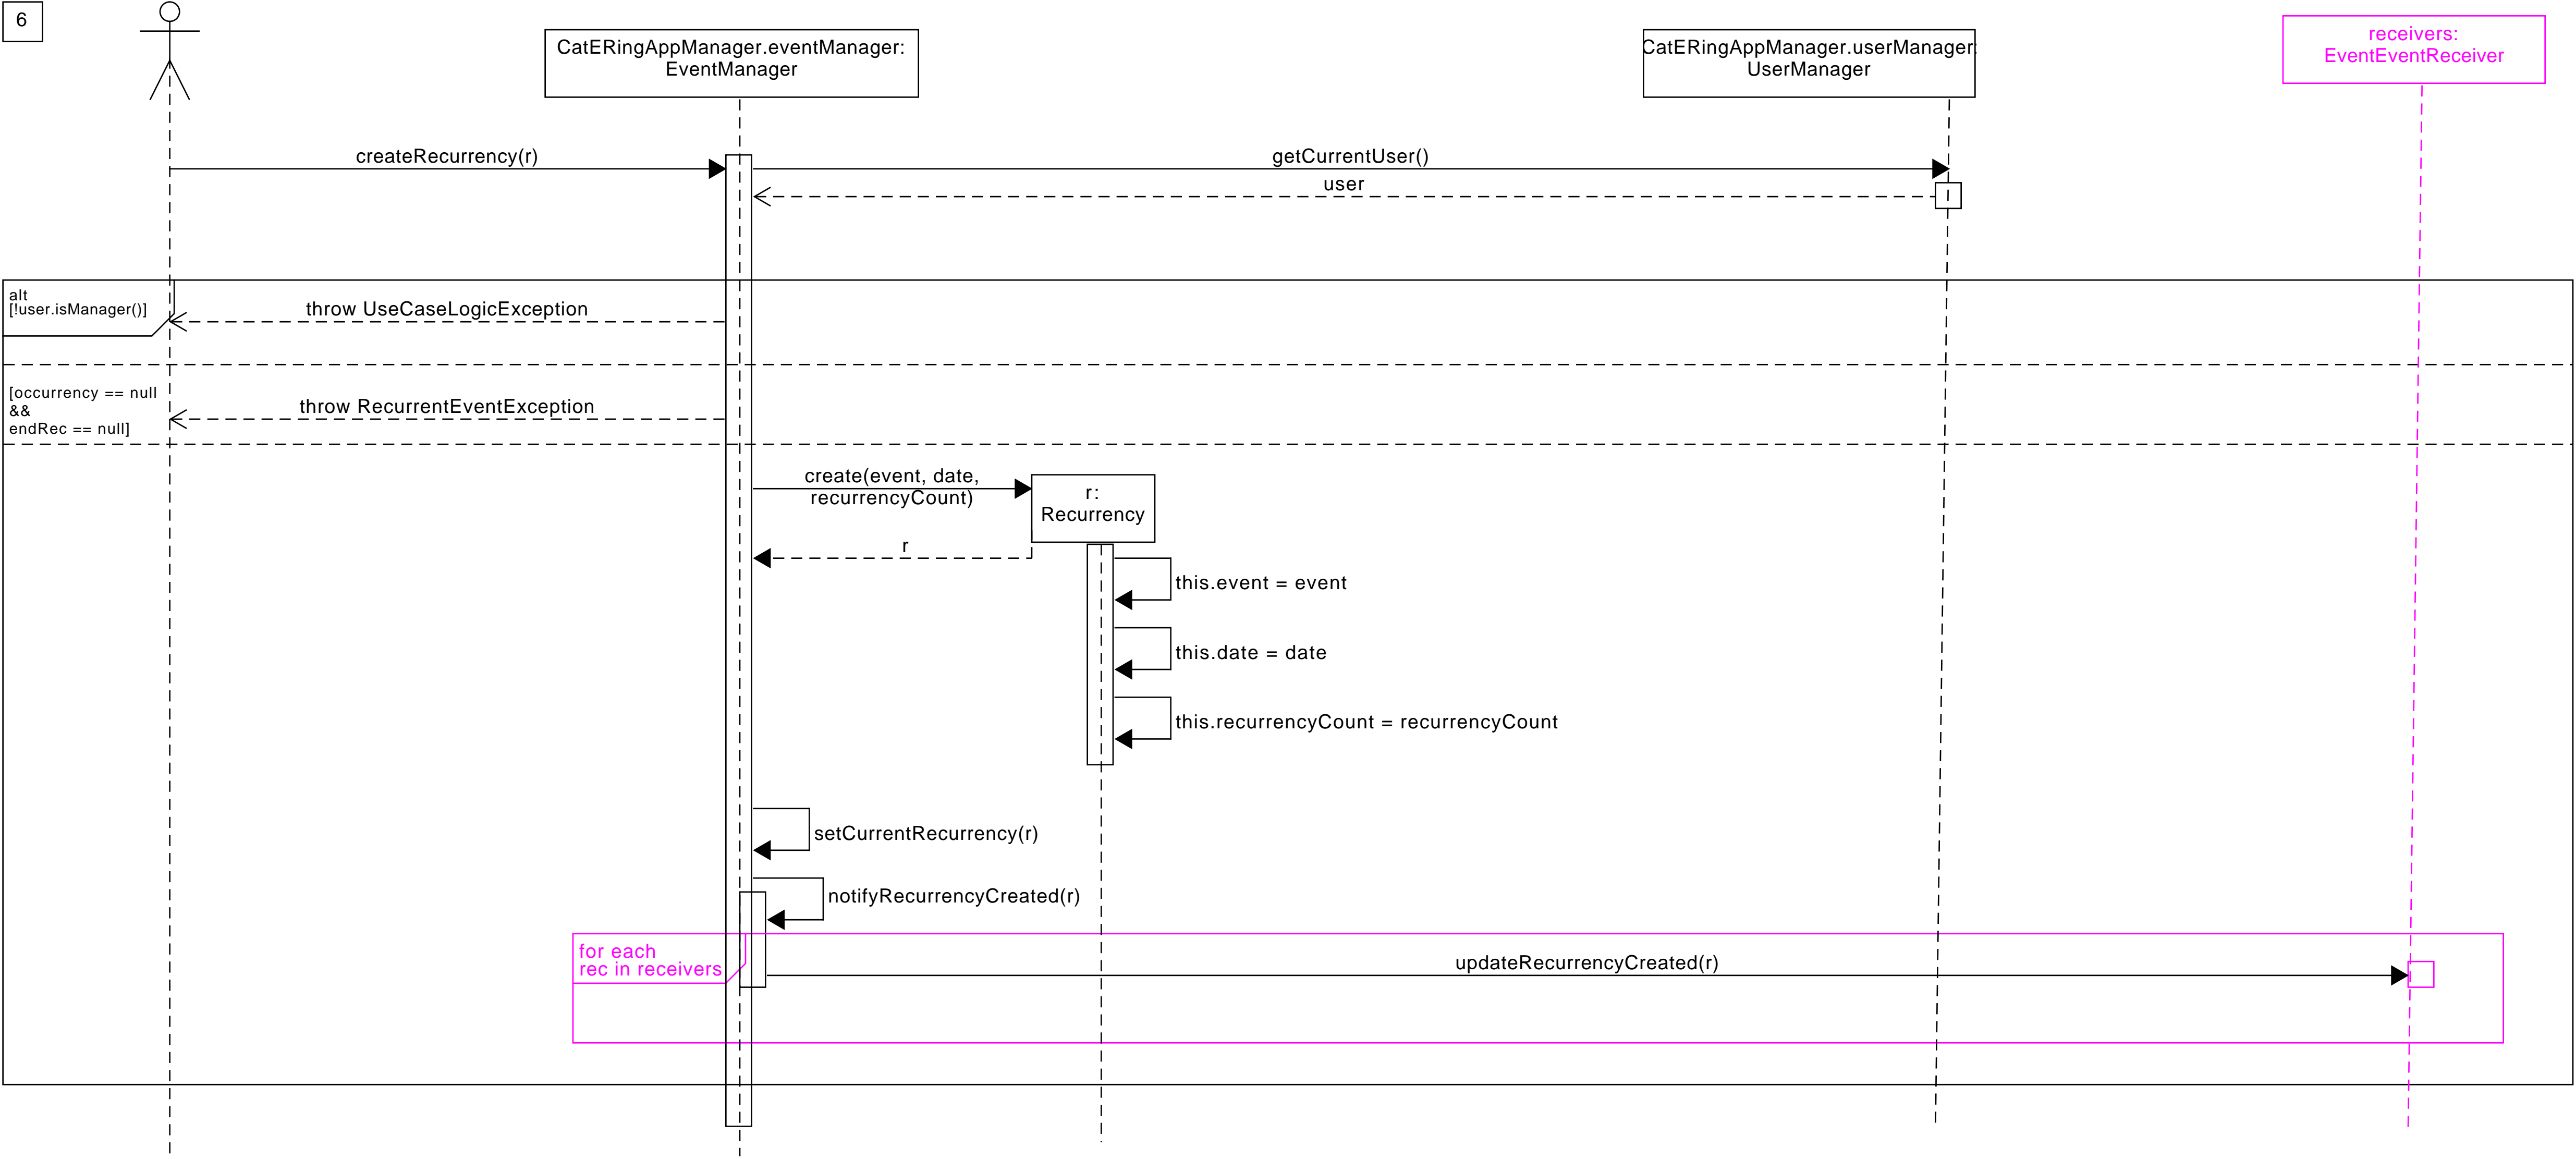 6
CatERingAppManager.eventManager:
EventManager
CatERingAppManager.userManager:
UserManager
receivers:
EventEventReceiver
createRecurrency(r)
getCurrentUser()
user
alt
[!user.isManager()]
throw UseCaseLogicException
[occurrency == null
&&
endRec == null]
throw RecurrentEventException
create(event, date,
recurrencyCount)
r:
Recurrency
r
this.event = event
this.date = date
this.recurrencyCount = recurrencyCount
setCurrentRecurrency(r)
notifyRecurrencyCreated(r)
for each
rec in receivers
updateRecurrencyCreated(r)